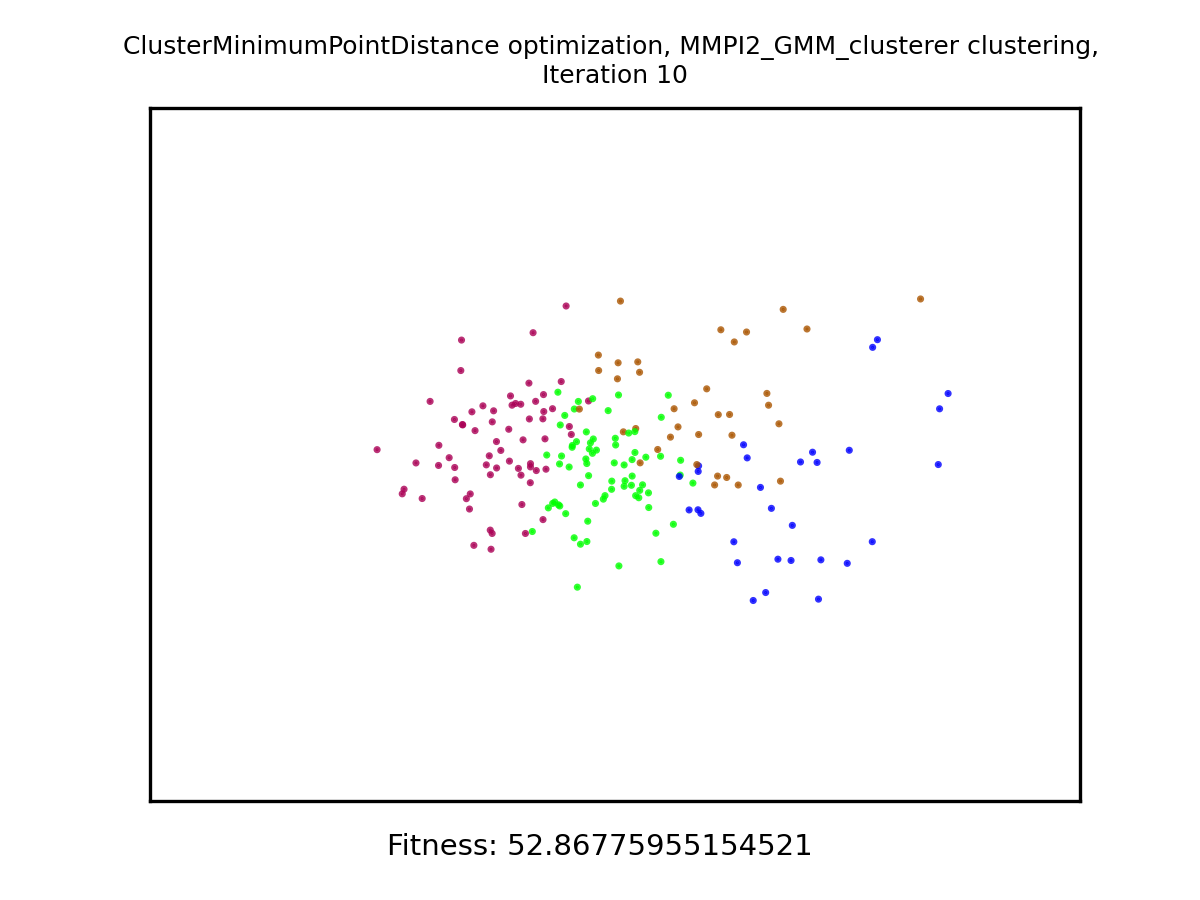 ClusterMinimumPointDistance optimization, MMPI2_GMM_clusterer clustering,
Iteration 10
Fitness: 52.86775955154521